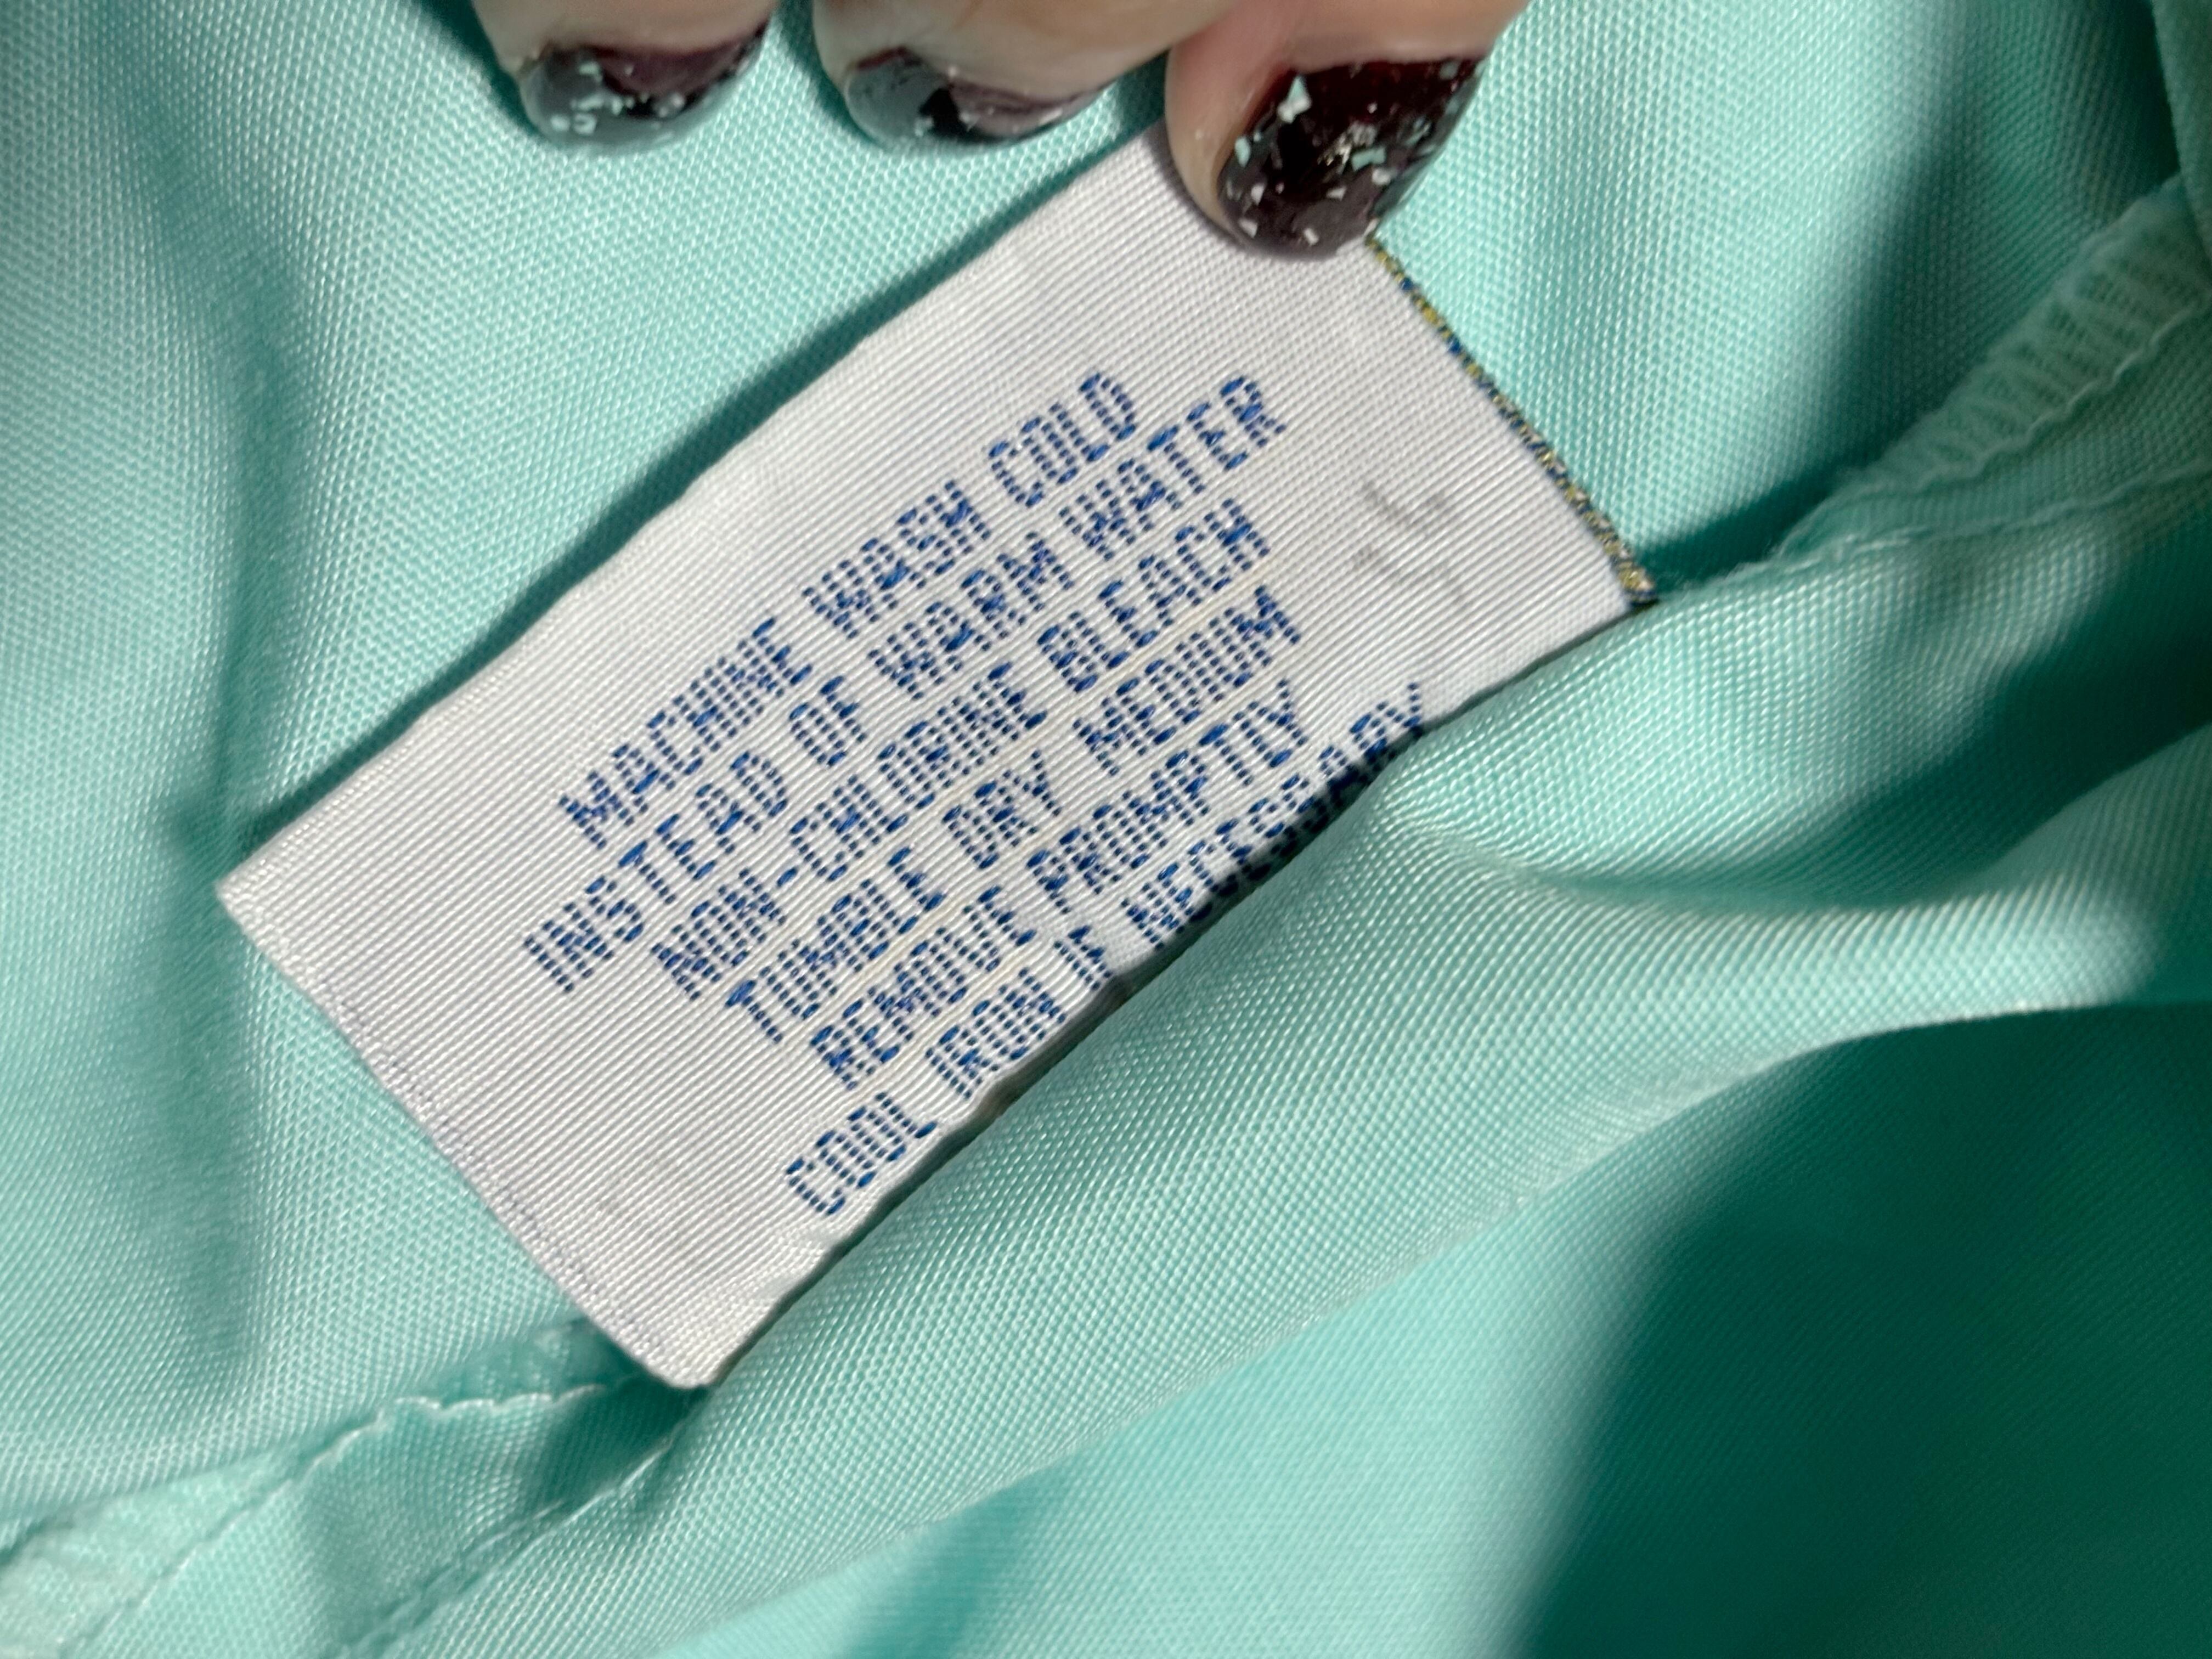 MACHINE WASH COLD
INSTEAD OF WARM WATER
NON-CHLORINE BLEACH
TUMBLE DRY MEDIUM
REMOVE PROMPTLY
COOL IRON IF NECESSARY